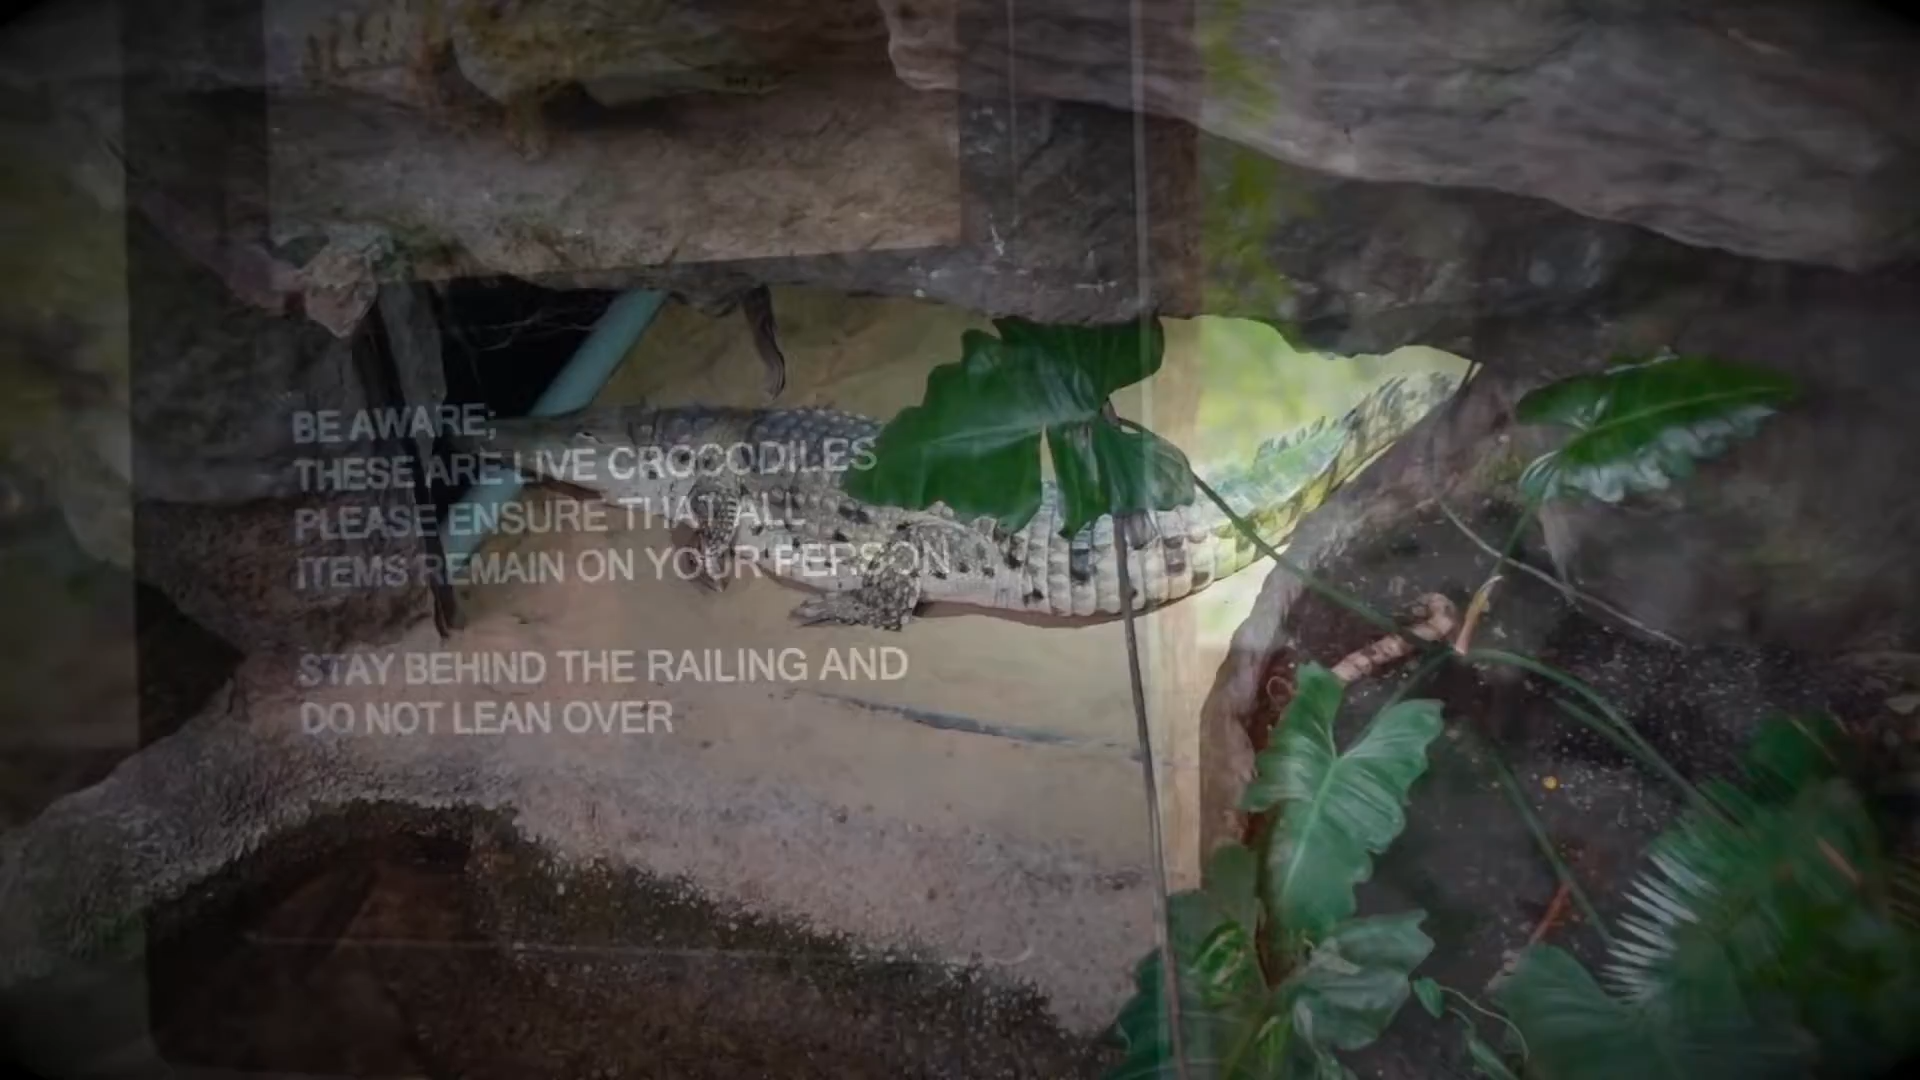 BE AWARE;
THESE ARE LIVE CROCODILES
PLEASE ENSURE THAT ALL
ITEMS REMAIN ON YOUR PERSON
STAY BEHIND THE RAILING AND
DO NOT LEAN OVER